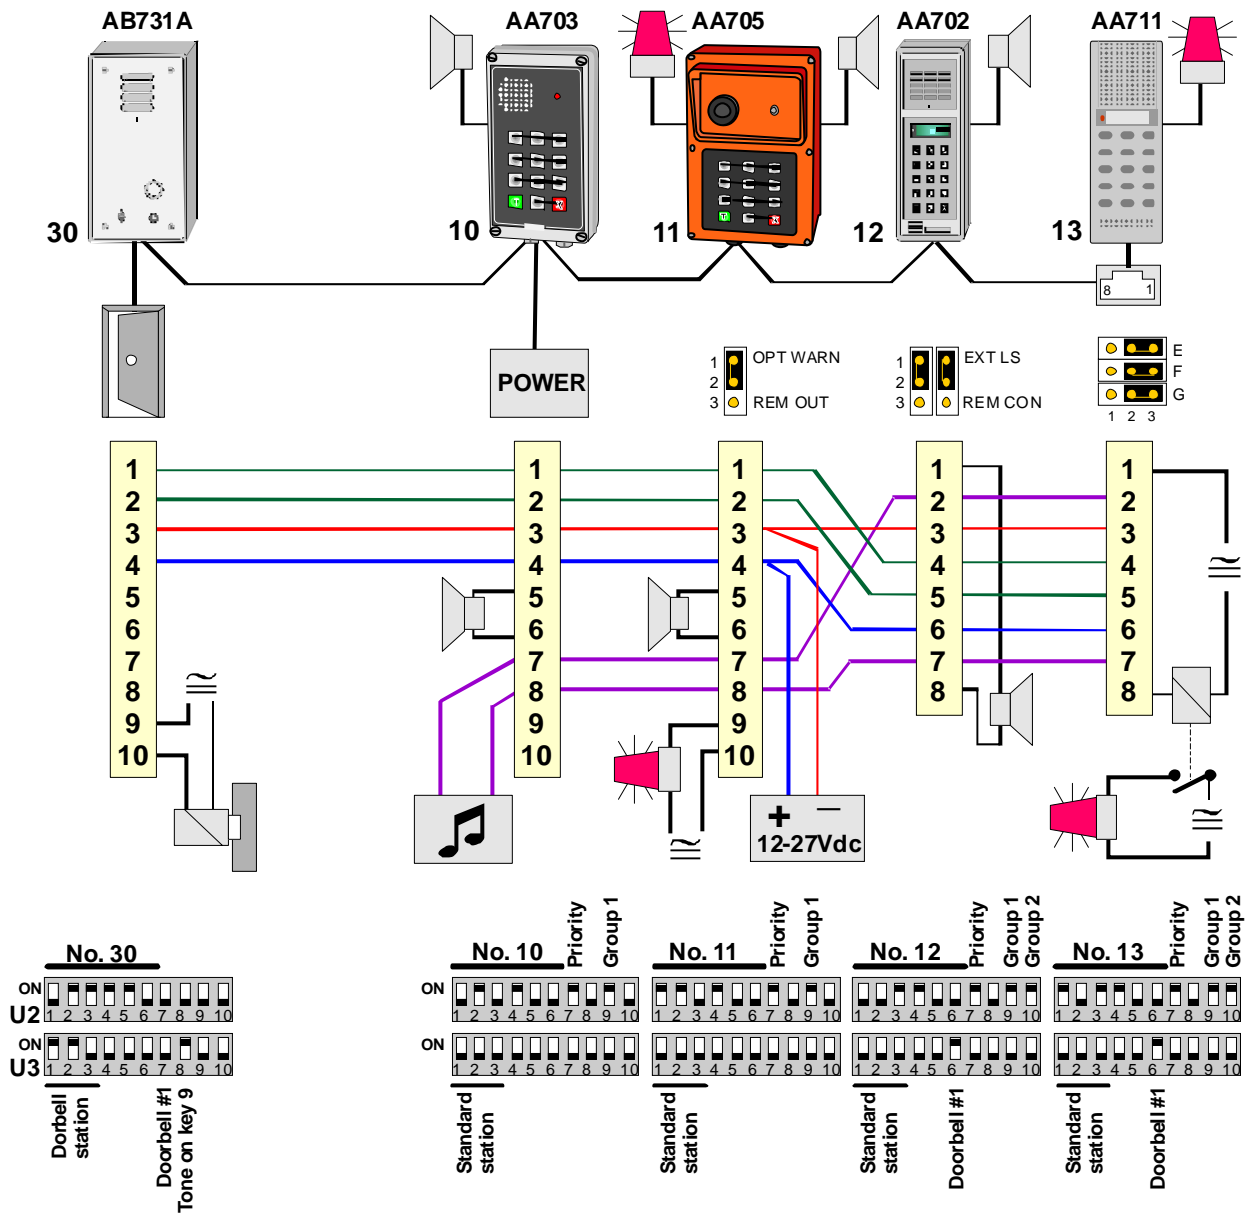 AB731A AA703 AA705 AA702 AA711
30 10 11 12 13
8 1
POWER
1 OPT WARN
2
3 REM OUT
1 EXT LS
2
3 REM CON
E
F
G
1 2 3
1 1 1 1 1
2 2 2 2 2
3 3 3 3 3
4 4 4 4 4
5 5 5 5 5
6 6 6 6 6
7 7 7 7 7
8 8 8 8 8
9 9 9
10 10 10
+ −
12-27Vdc
No. 30
No. 10 Priority Group 1
No. 11 Priority Group 1
No. 12 Priority Group 1 Group 2
No. 13 Priority Group 1 Group 2
ON
U2 1 2 3 4 5 6 7 8 9 10
ON 1 2 3 4 5 6 7 8 9 10
1 2 3 4 5 6 7 8 9 10
1 2 3 4 5 6 7 8 9 10
1 2 3 4 5 6 7 8 9 10
ON
U3 1 2 3 4 5 6 7 8 9 10
ON 1 2 3 4 5 6 7 8 9 10
1 2 3 4 5 6 7 8 9 10
1 2 3 4 5 6 7 8 9 10
1 2 3 4 5 6 7 8 9 10
Dorbell
station
Doorbell #1
Tone on key 9
Standard
station
Standard
station
Standard
station
Doorbell #1
Standard
station
Doorbell #1